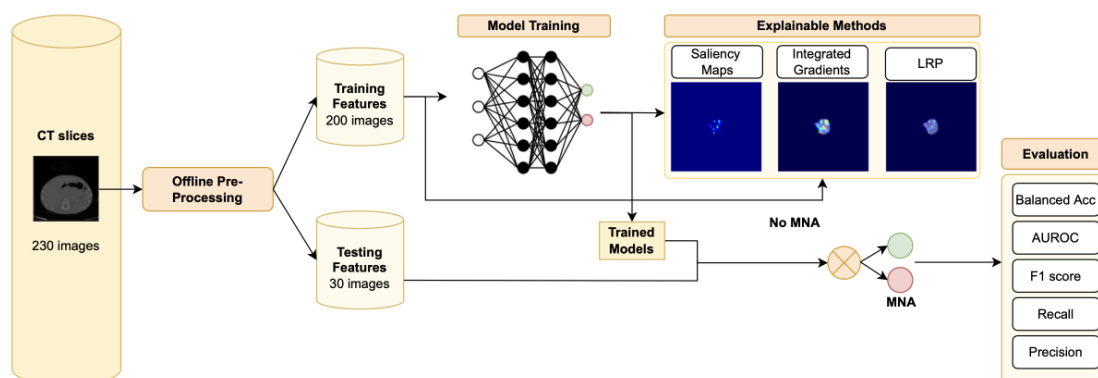 CT slices
230 images
Offline Pre-
Processing
Training
Features
200 images
Testing
Features
30 images
Model Training
Trained
Models
Explainable Methods
Saliency
Maps
Integrated
Gradients
LRP
No MNA
MNA
Evaluation
Balanced Acc
AUROC
F1 score
Recall
Precision